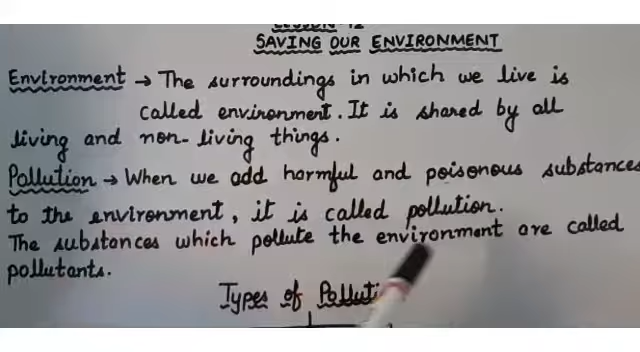 LESSON-12
SAVING OUR ENVIRONMENT
Environment → The surroundings in which we live is
called environment. It is shared by all
living and non-living things.
Pollution → When we add harmful and poisonous substances
to the environment, it is called pollution.
The substances which pollute the environment are called
pollutants.
Types of